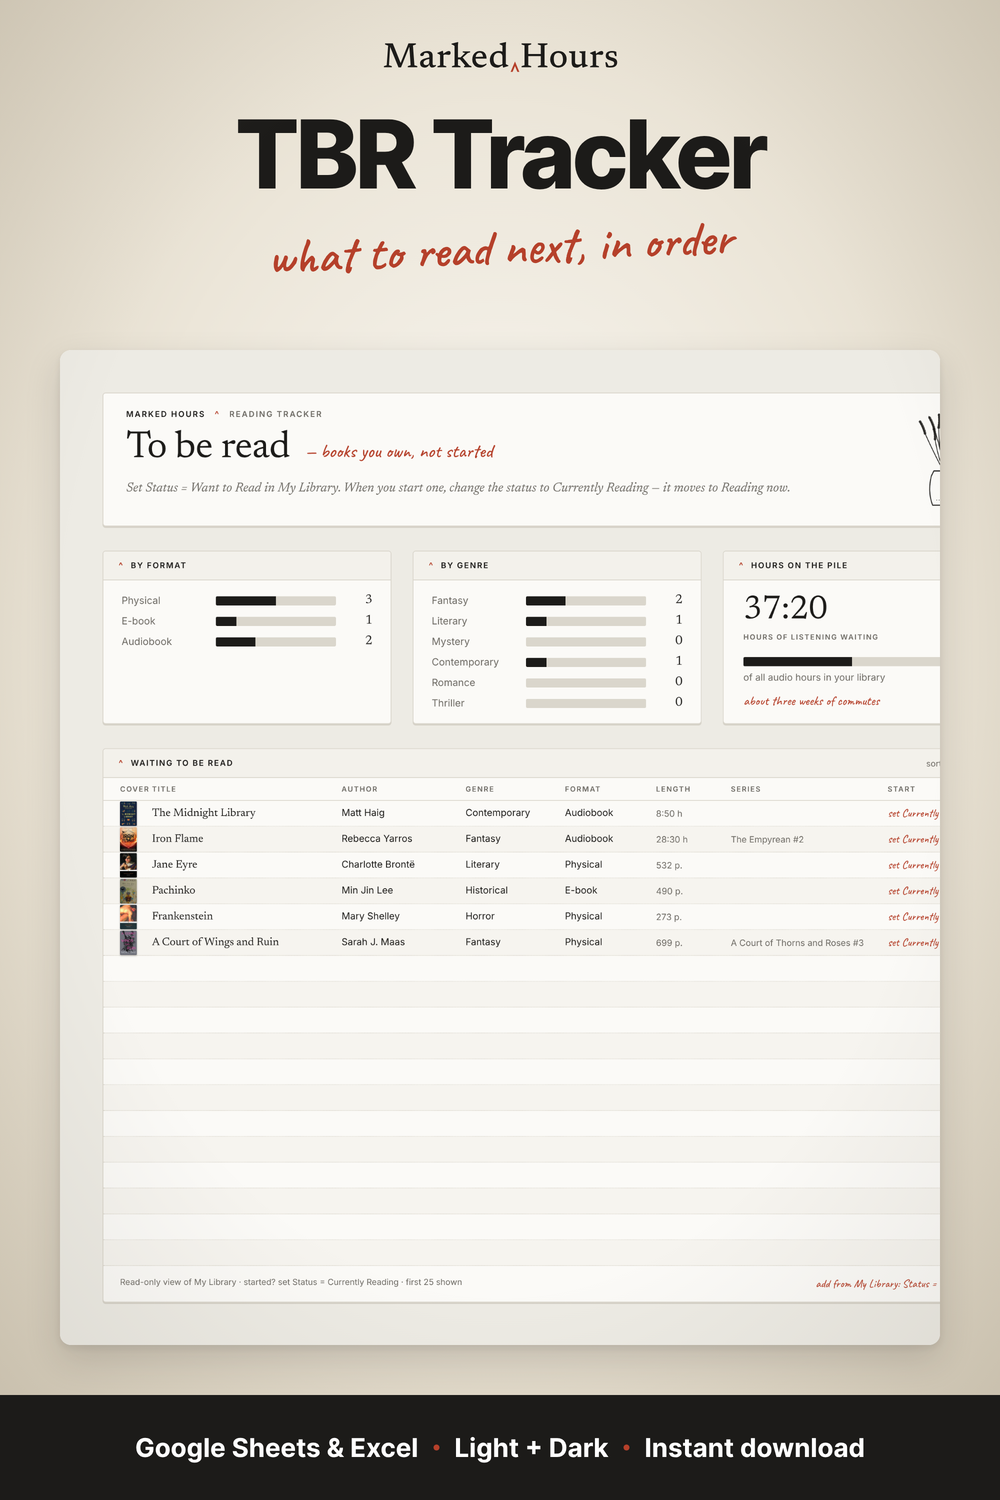 Marked^Hours
TBR Tracker
what to read next, in order
MARKED HOURS ^ READING TRACKER
To be read — books you own, not started
Set Status = Want to Read in My Library. When you start one, change the status to Currently Reading — it moves to Reading now.
^ BY FORMAT
Physical 3
E-book 1
Audiobook 2
^ BY GENRE
Fantasy 2
Literary 1
Mystery 0
Contemporary 1
Romance 0
Thriller 0
^ HOURS ON THE PILE
37:20
HOURS OF LISTENING WAITING
of all audio hours in your library
about three weeks of commutes
^ WAITING TO BE READ
COVER TITLE AUTHOR GENRE FORMAT LENGTH SERIES START
The Midnight Library Matt Haig Contemporary Audiobook 8:50 h set Currently
Iron Flame Rebecca Yarros Fantasy Audiobook 28:30 h The Empyrean #2 set Currently
Jane Eyre Charlotte Brontë Literary Physical 532 p. set Currently
Pachinko Min Jin Lee Historical E-book 490 p. set Currently
Frankenstein Mary Shelley Horror Physical 273 p. set Currently
A Court of Wings and Ruin Sarah J. Maas Fantasy Physical 699 p. A Court of Thorns and Roses #3 set Currently
Read-only view of My Library · started? set Status = Currently Reading · first 25 shown add from My Library: Status =
Google Sheets & Excel • Light + Dark • Instant download